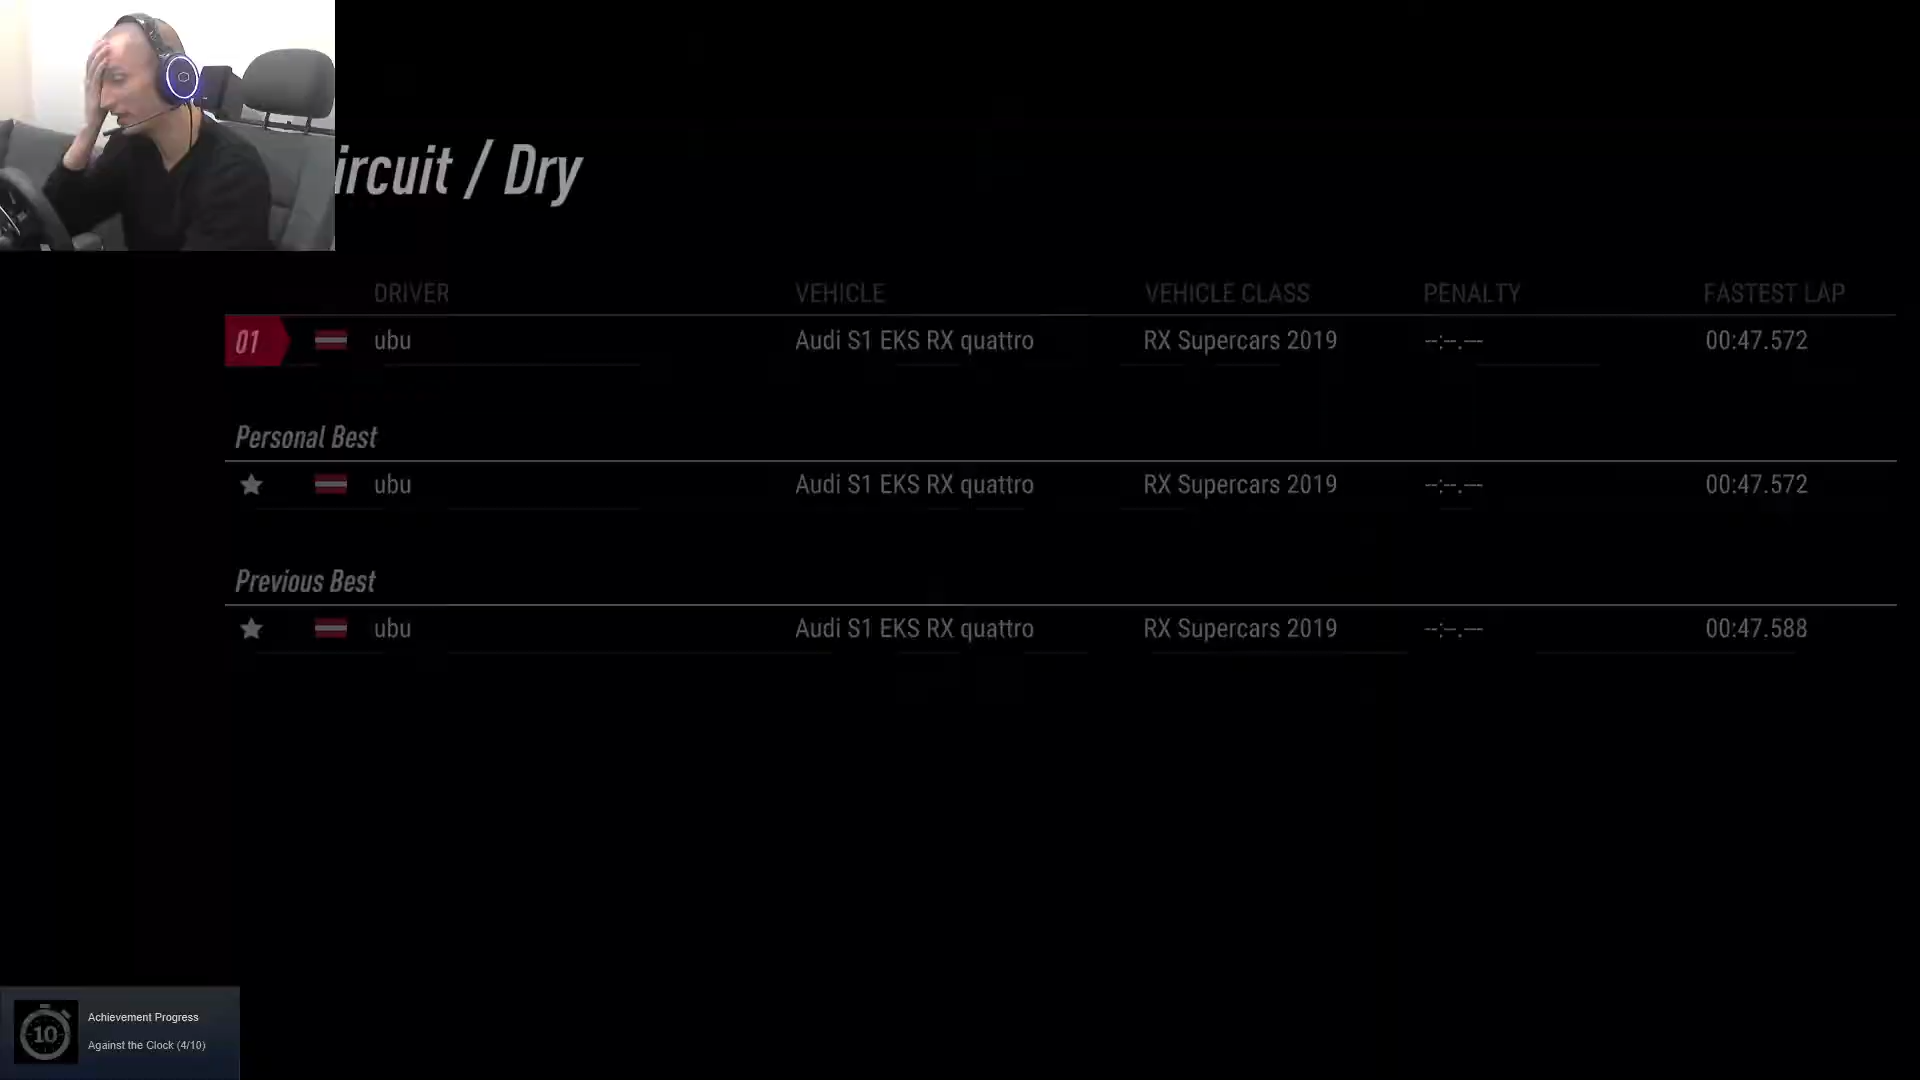 ircuit / Dry
DRIVER VEHICLE VEHICLE CLASS PENALTY FASTEST LAP
01 ubu Audi S1 EKS RX quattro RX Supercars 2019 --:--.--- 00:47.572
Personal Best
ubu Audi S1 EKS RX quattro RX Supercars 2019 --:--.--- 00:47.572
Previous Best
ubu Audi S1 EKS RX quattro RX Supercars 2019 --:--.--- 00:47.588
10
Achievement Progress
Against the Clock (4/10)